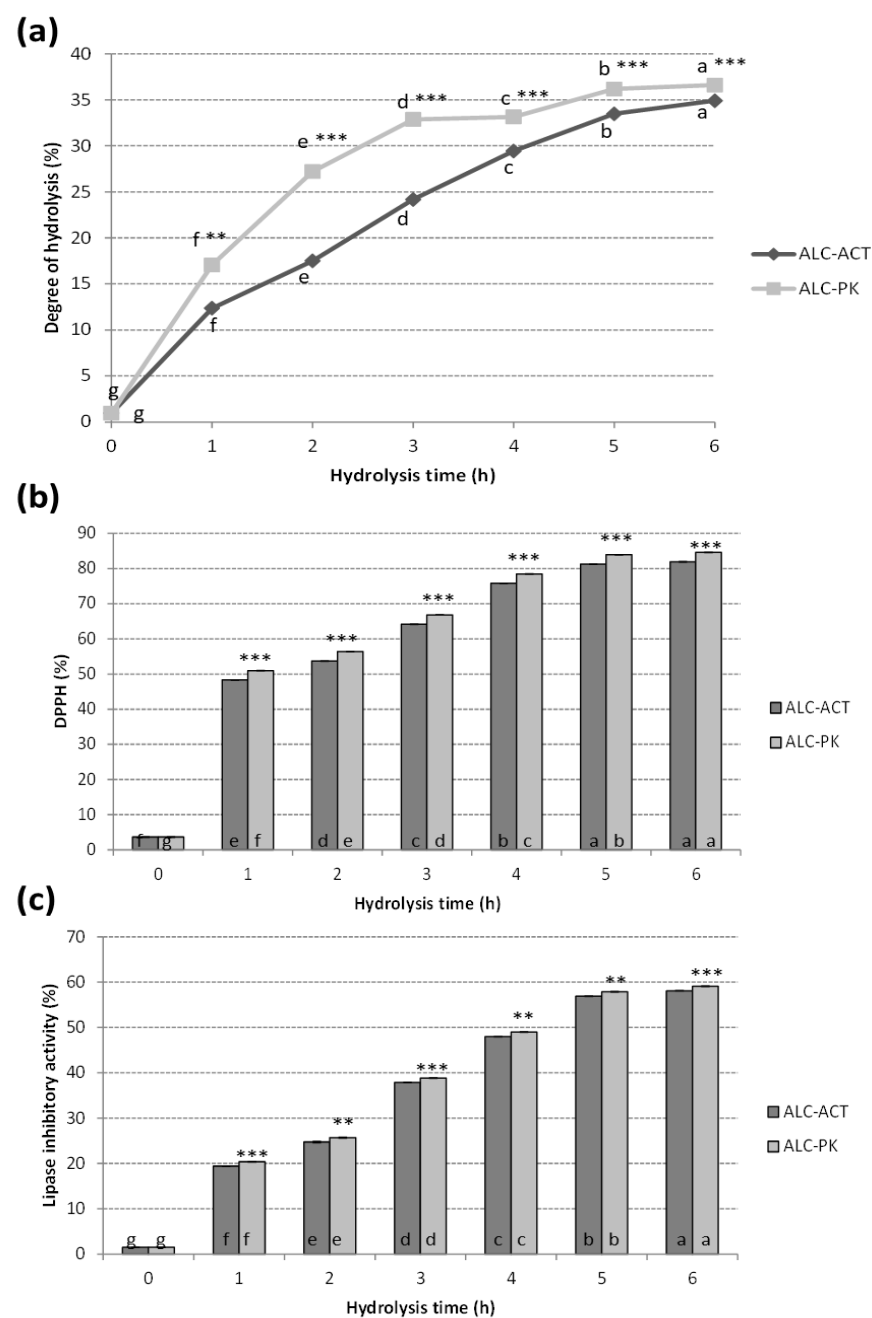 (a)
40
35
30
25
20
15
10
5
0
Degree of hydrolysis (%)
g
g
f **
f
e ***
e
d ***
d
c ***
c
b ***
b
a ***
a
0 1 2 3 4 5 6
Hydrolysis time (h)
ALC-ACT
ALC-PK
(b)
90
80
70
60
50
40
30
20
10
0
DPPH (%)
*** *** *** *** *** ***
f g e f d e c d b c a b a a
0 1 2 3 4 5 6
Hydrolysis time (h)
ALC-ACT
ALC-PK
(c)
70
60
50
40
30
20
10
0
Lipase inhibitory activity (%)
*** ** *** ** ** ***
g g f f e e d d c c b b a a
0 1 2 3 4 5 6
Hydrolysis time (h)
ALC-ACT
ALC-PK